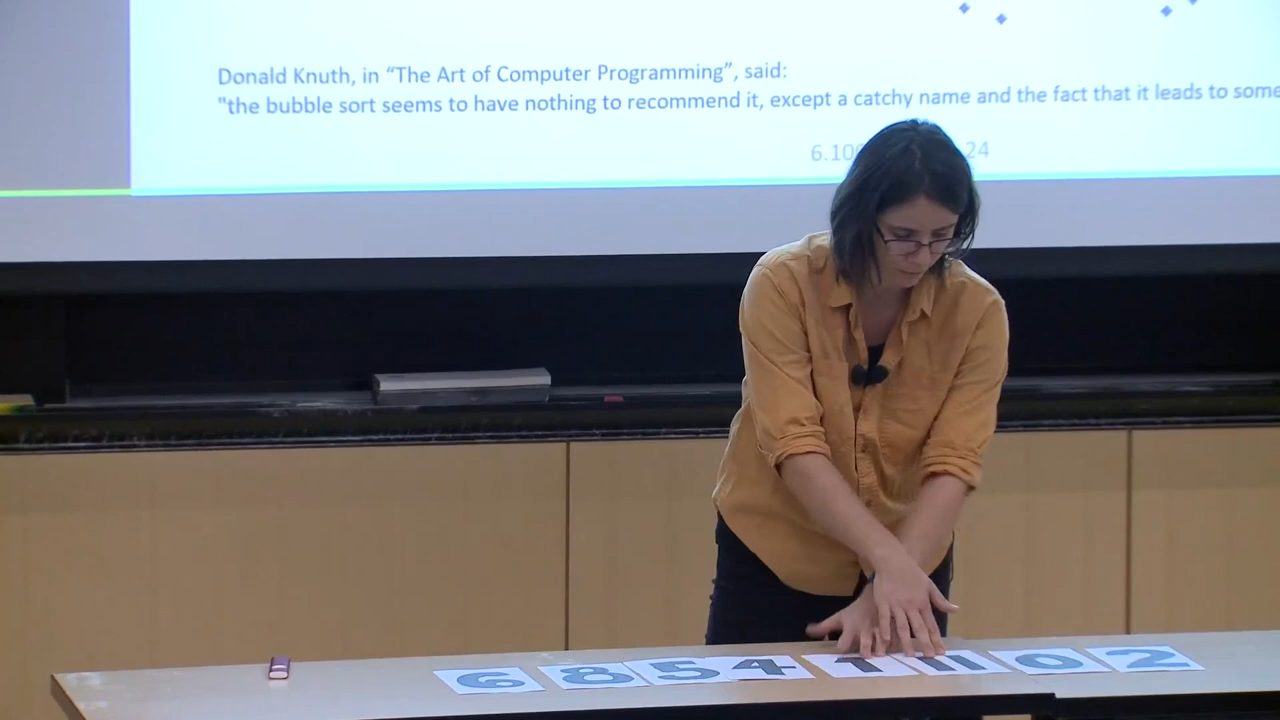 Donald Knuth, in “The Art of Computer Programming”, said:
"the bubble sort seems to have nothing to recommend it, except a catchy name and the fact that it leads to some
24
6 8 5 4 1 11 0 2